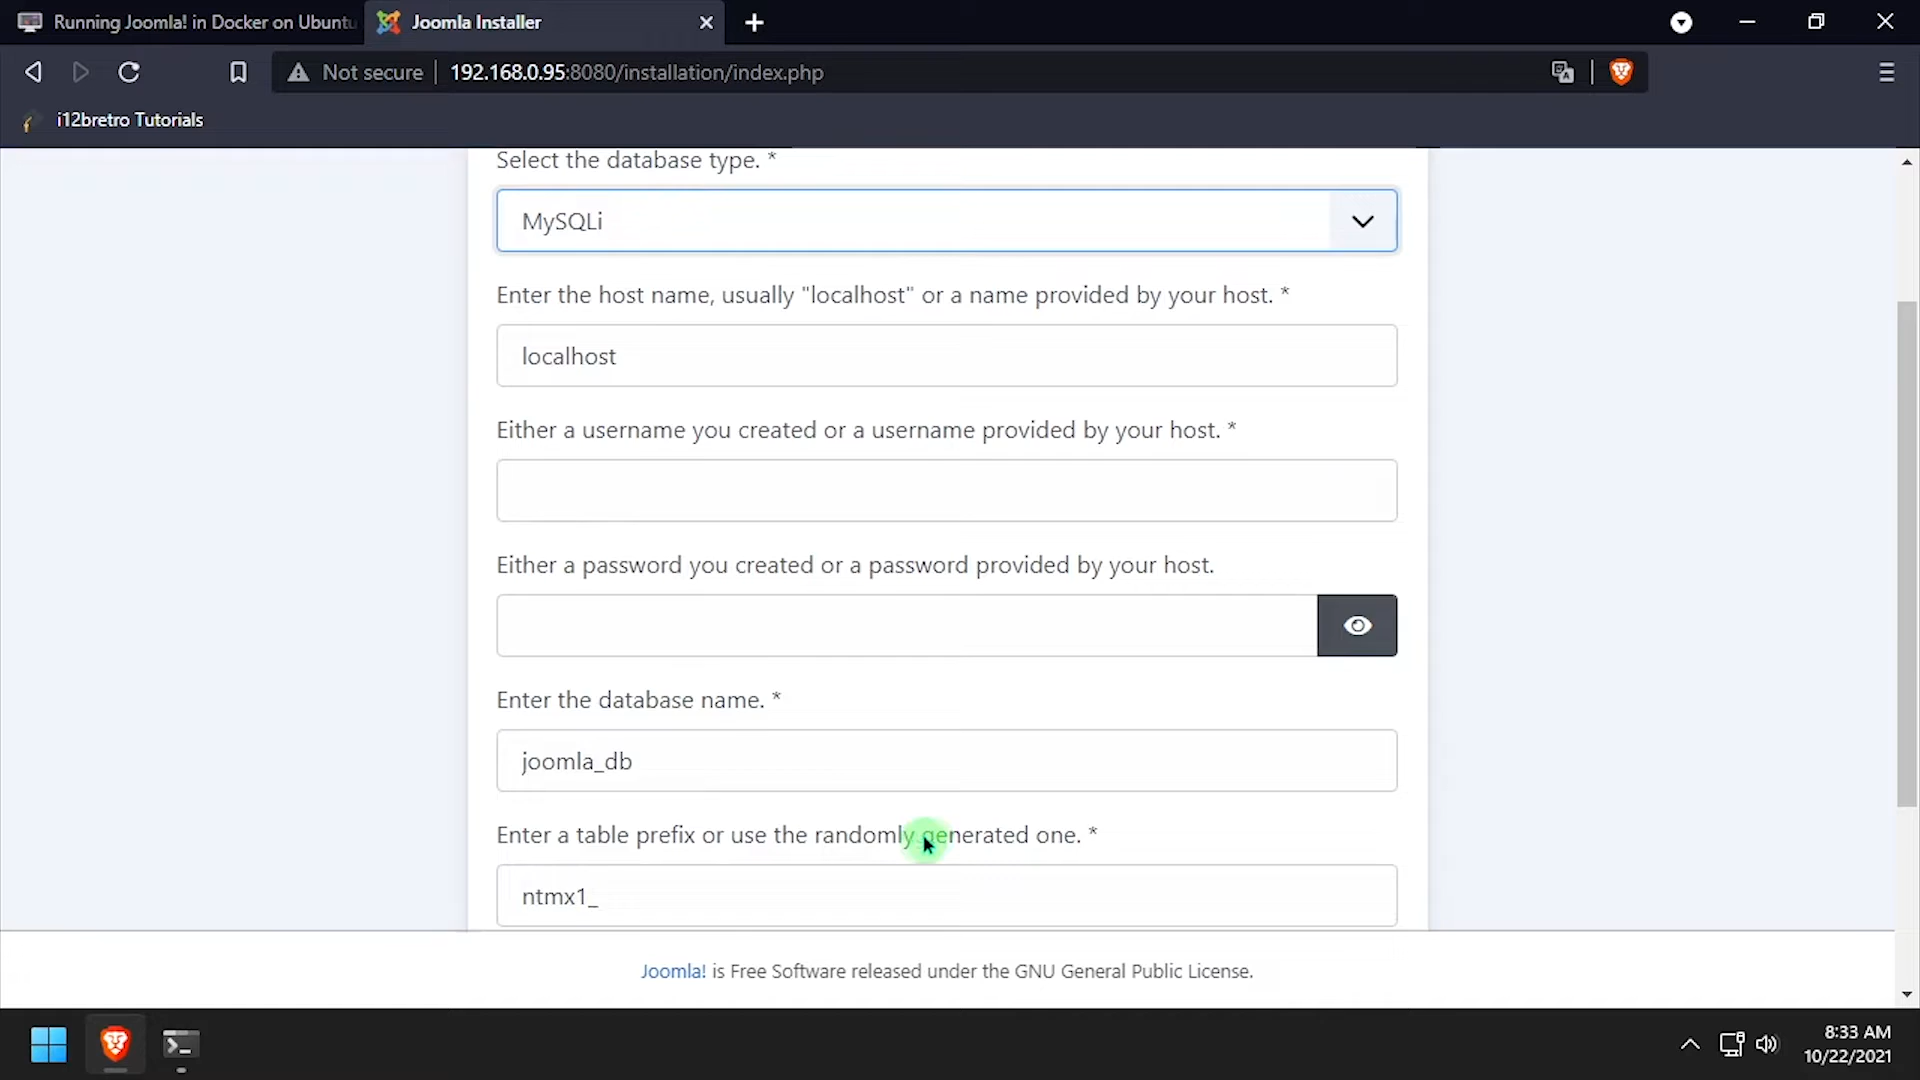 Running Joomla! in Docker on Ubuntu
Joomla Installer
Not secure
192.168.0.95:8080/installation/index.php
i12bretro Tutorials
Select the database type. *
MySQLi
Enter the host name, usually "localhost" or a name provided by your host. *
localhost
Either a username you created or a username provided by your host. *
Either a password you created or a password provided by your host.
Enter the database name. *
joomla_db
Enter a table prefix or use the randomly generated one. *
ntmx1_
Joomla! is Free Software released under the GNU General Public License.
8:33 AM
10/22/2021